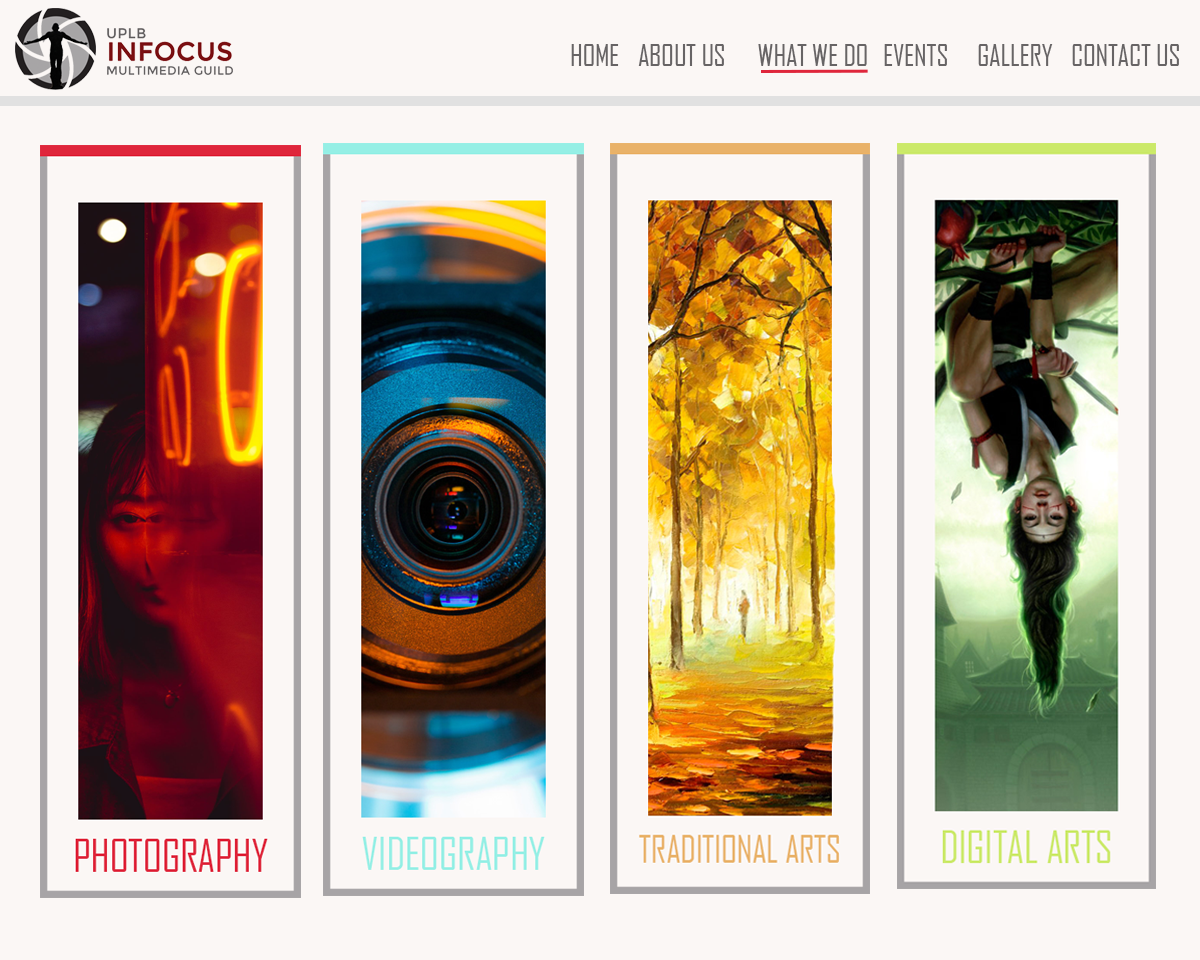 UPLB
INFOCUS
MULTIMEDIA GUILD
HOME ABOUT US WHAT WE DO EVENTS GALLERY CONTACT US
PHOTOGRAPHY
VIDEOGRAPHY
TRADITIONAL ARTS
DIGITAL ARTS